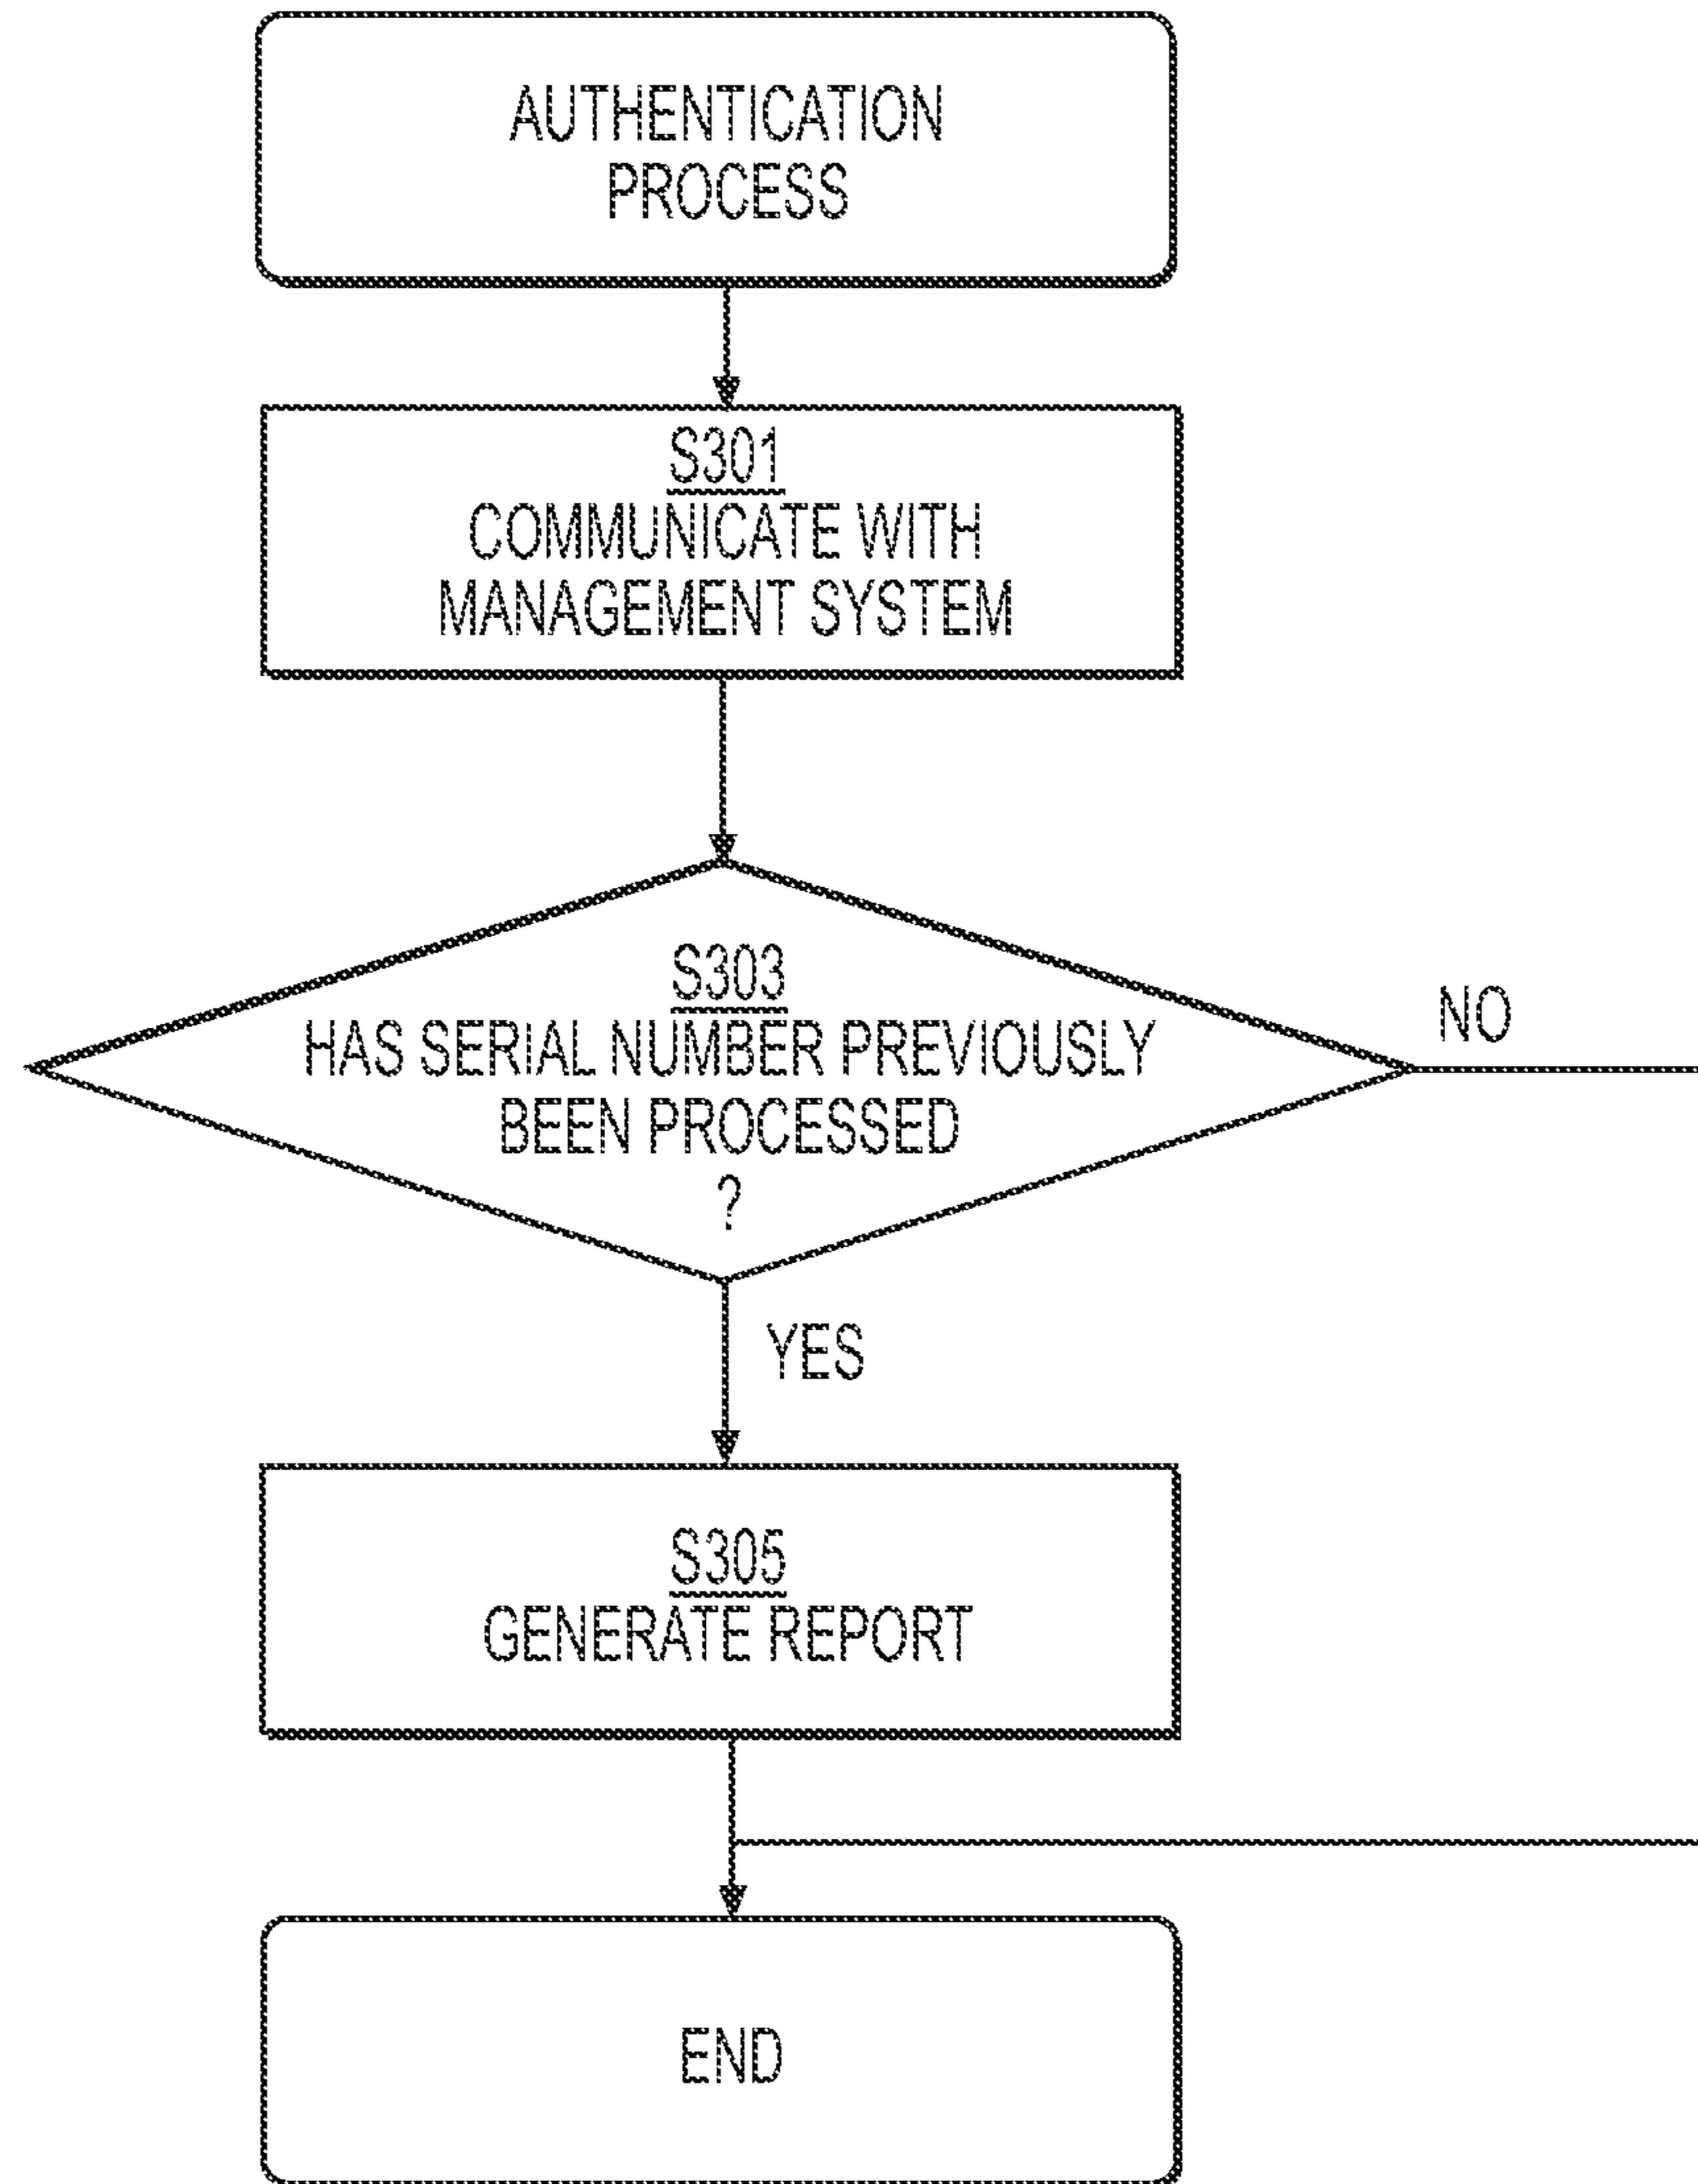 AUTHENTICATION
PROCESS
S301
COMMUNICATE WITH
MANAGEMENT SYSTEM
S303
HAS SERIAL NUMBER PREVIOUSLY
BEEN PROCESSED
?
NO
YES
S305
GENERATE REPORT
END